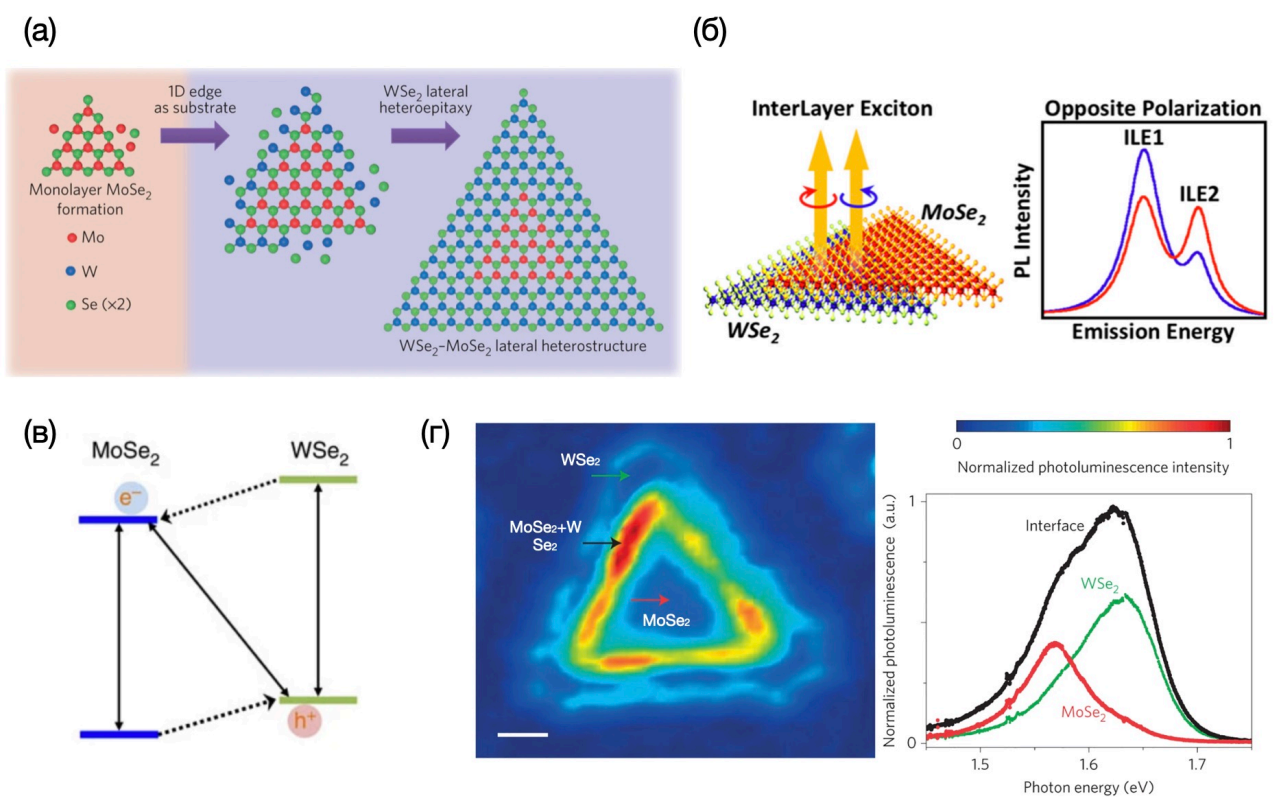 (а)
1D edge
as substrate
WSe₂ lateral
heteroepitaxy
Monolayer MoSe₂
formation
Mo
W
Se (×2)
WSe₂–MoSe₂ lateral heterostructure
(б)
InterLayer Exciton
MoSe₂
WSe₂
Opposite Polarization
ILE1
ILE2
PL Intensity
Emission Energy
(в)
MoSe₂
WSe₂
e⁻
h⁺
(г)
WSe₂
MoSe₂+W
Se₂
MoSe₂
0
1
Normalized photoluminescence intensity
Normalized photoluminescence (a.u.)
1
0
Interface
WSe₂
MoSe₂
1.5
1.6
1.7
Photon energy (eV)